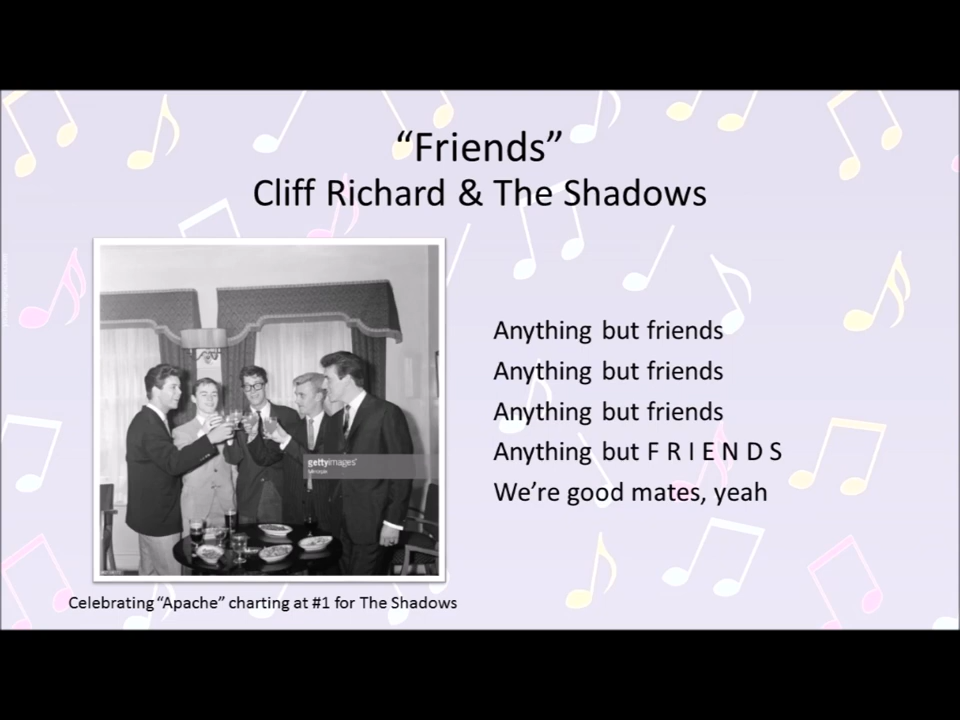 “Friends”
Cliff Richard & The Shadows
gettyimages®
Anything but friends
Anything but friends
Anything but friends
Anything but F R I E N D S
We’re good mates, yeah
Celebrating “Apache” charting at #1 for The Shadows